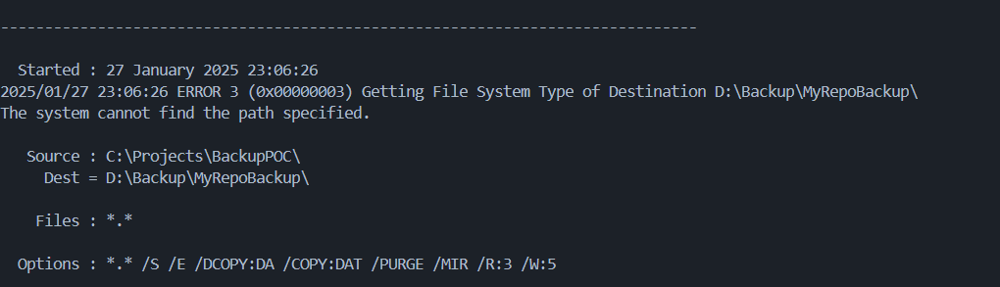 -------------------------------------------------------------------------------
Started : 27 January 2025 23:06:26
2025/01/27 23:06:26 ERROR 3 (0x00000003) Getting File System Type of Destination D:\Backup\MyRepoBackup\
The system cannot find the path specified.
Source : C:\Projects\BackupPOC\
Dest = D:\Backup\MyRepoBackup\
Files : *.*
Options : *.* /S /E /DCOPY:DA /COPY:DAT /PURGE /MIR /R:3 /W:5